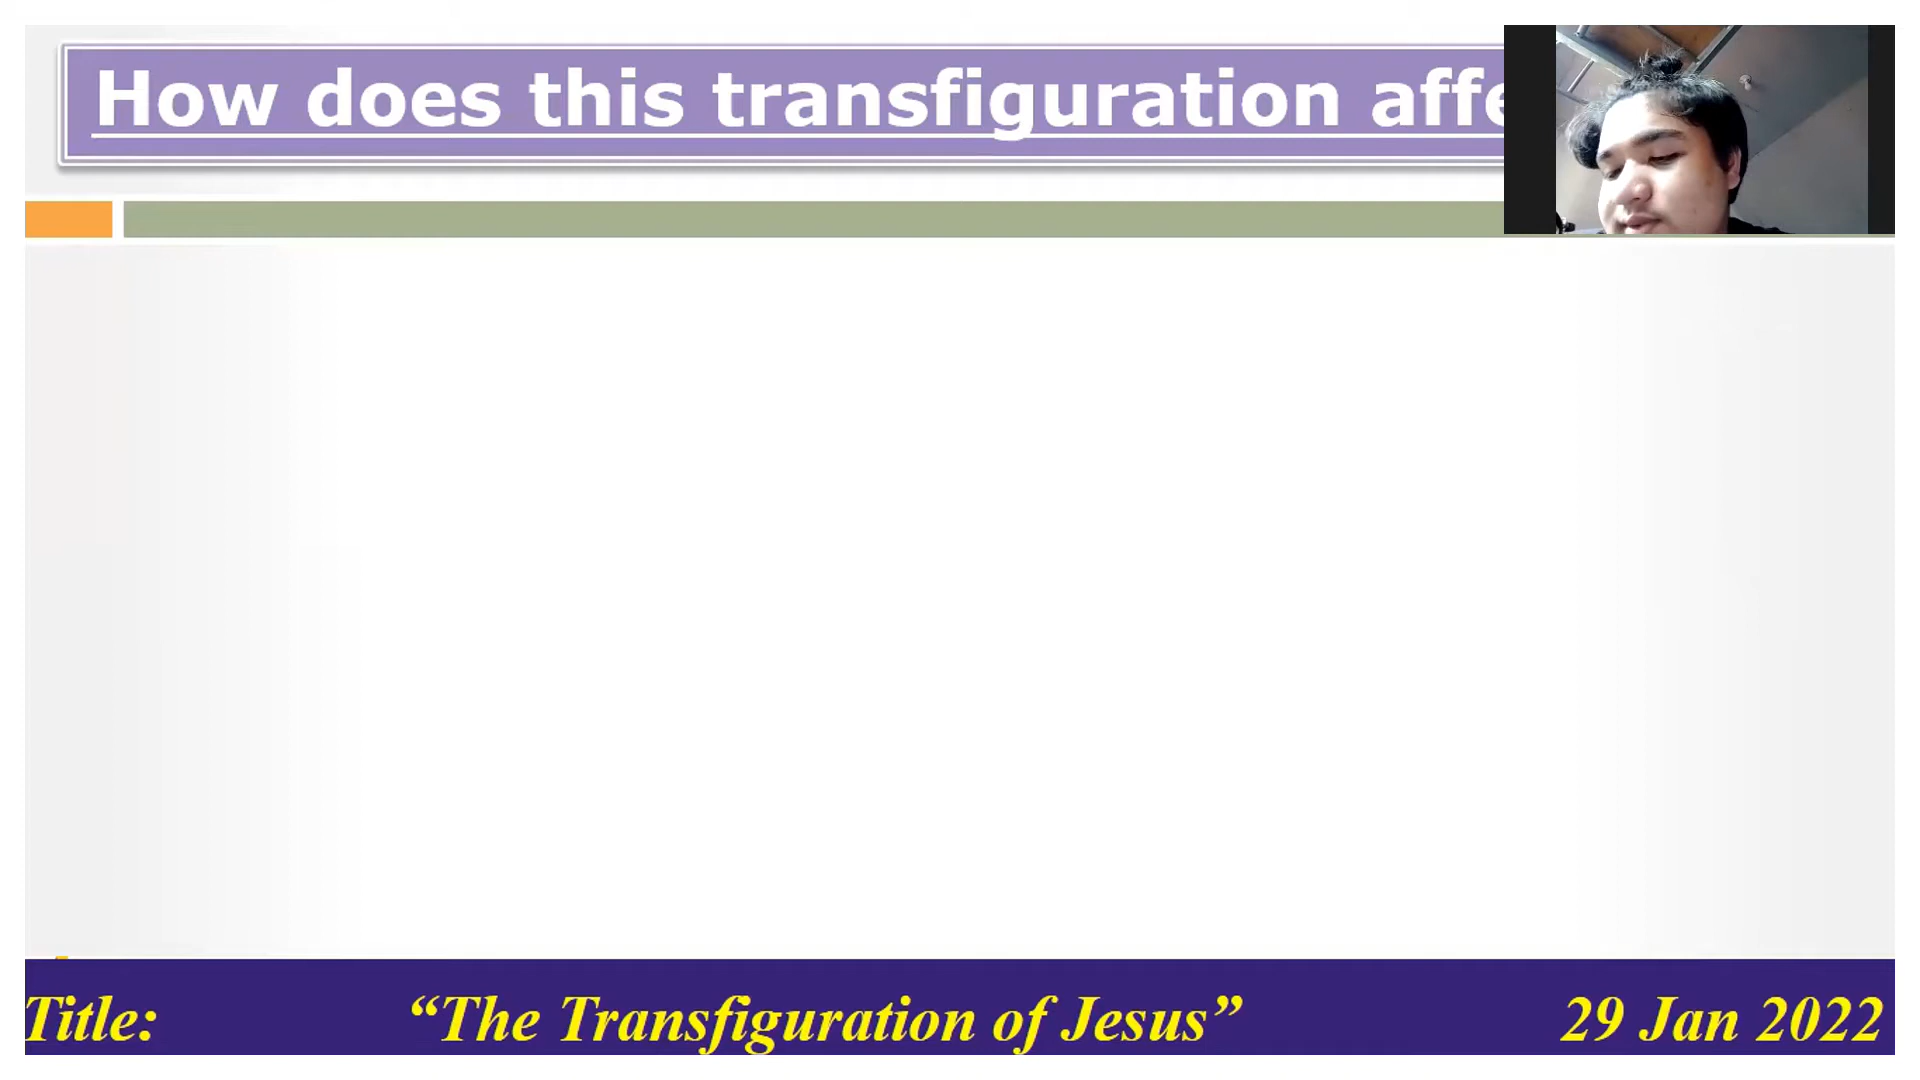 How does this transfiguration affe
Title: “The Transfiguration of Jesus” 29 Jan 2022